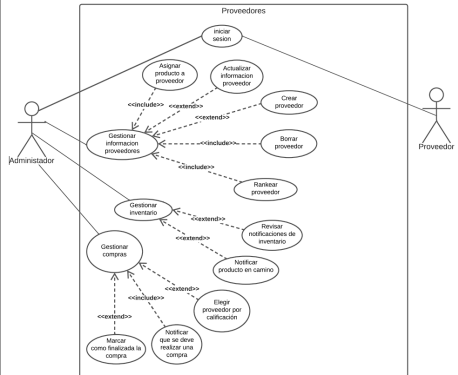 Proveedores
iniciar
sesion
Asignar
producto a
proveedor
Actualizar
informacion
proveedor
<<include>>
<<extend>>
Crear
proveedor
<<extend>>
Administador
Gestionar
informacion
proveedores
<<include>>
Borrar
proveedor
Proveedor
<<include>>
Rankear
proveedor
Gestionar
inventario
<<extend>>
Revisar
notificaciones de
inventario
<<extend>>
Gestionar
compras
Notificar
producto en camino
<<extend>>
<<include>>
Elegir
proveedor por
calificación
<<extend>>
Marcar
como finalizada la
compra
Notificar
que se deve
realizar una
compra